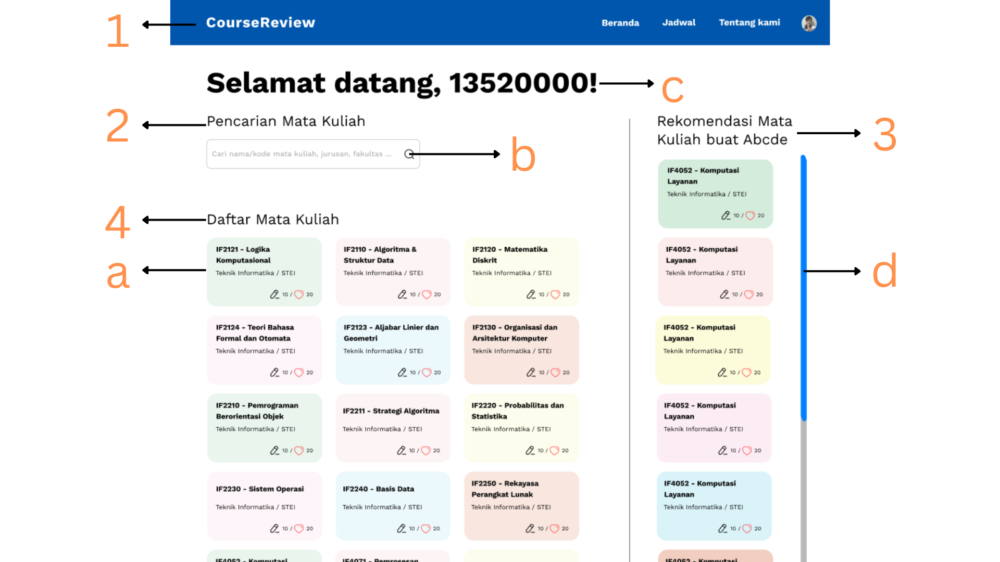 1
CourseReview
Beranda
Jadwal
Tentang kami
Selamat datang, 13520000!
c
2
Pencarian Mata Kuliah
Cari nama/kode mata kuliah, jurusan, fakultas ...
b
4
Daftar Mata Kuliah
a
IF2121 - Logika
Komputasional
Teknik Informatika / STEI
10 / 20
IF2110 - Algoritma &
Struktur Data
Teknik Informatika / STEI
10 / 20
IF2120 - Matematika
Diskrit
Teknik Informatika / STEI
10 / 20
IF2124 - Teori Bahasa
Formal dan Otomata
Teknik Informatika / STEI
10 / 20
IF2123 - Aljabar Linier dan
Geometri
Teknik Informatika / STEI
10 / 20
IF2130 - Organisasi dan
Arsitektur Komputer
Teknik Informatika / STEI
10 / 20
IF2210 - Pemrograman
Berorientasi Objek
Teknik Informatika / STEI
10 / 20
IF2211 - Strategi Algoritma
Teknik Informatika / STEI
10 / 20
IF2220 - Probabilitas dan
Statistika
Teknik Informatika / STEI
10 / 20
IF2230 - Sistem Operasi
Teknik Informatika / STEI
10 / 20
IF2240 - Basis Data
Teknik Informatika / STEI
10 / 20
IF2250 - Rekayasa
Perangkat Lunak
Teknik Informatika / STEI
10 / 20
IF4052 - Komputasi
IF4071 - Pemrosesan
Rekomendasi Mata
Kuliah buat Abcde
3
IF4052 - Komputasi
Layanan
Teknik Informatika / STEI
10 / 20
IF4052 - Komputasi
Layanan
Teknik Informatika / STEI
10 / 20
d
IF4052 - Komputasi
Layanan
Teknik Informatika / STEI
10 / 20
IF4052 - Komputasi
Layanan
Teknik Informatika / STEI
10 / 20
IF4052 - Komputasi
Layanan
Teknik Informatika / STEI
10 / 20
IF4052 - Komputasi